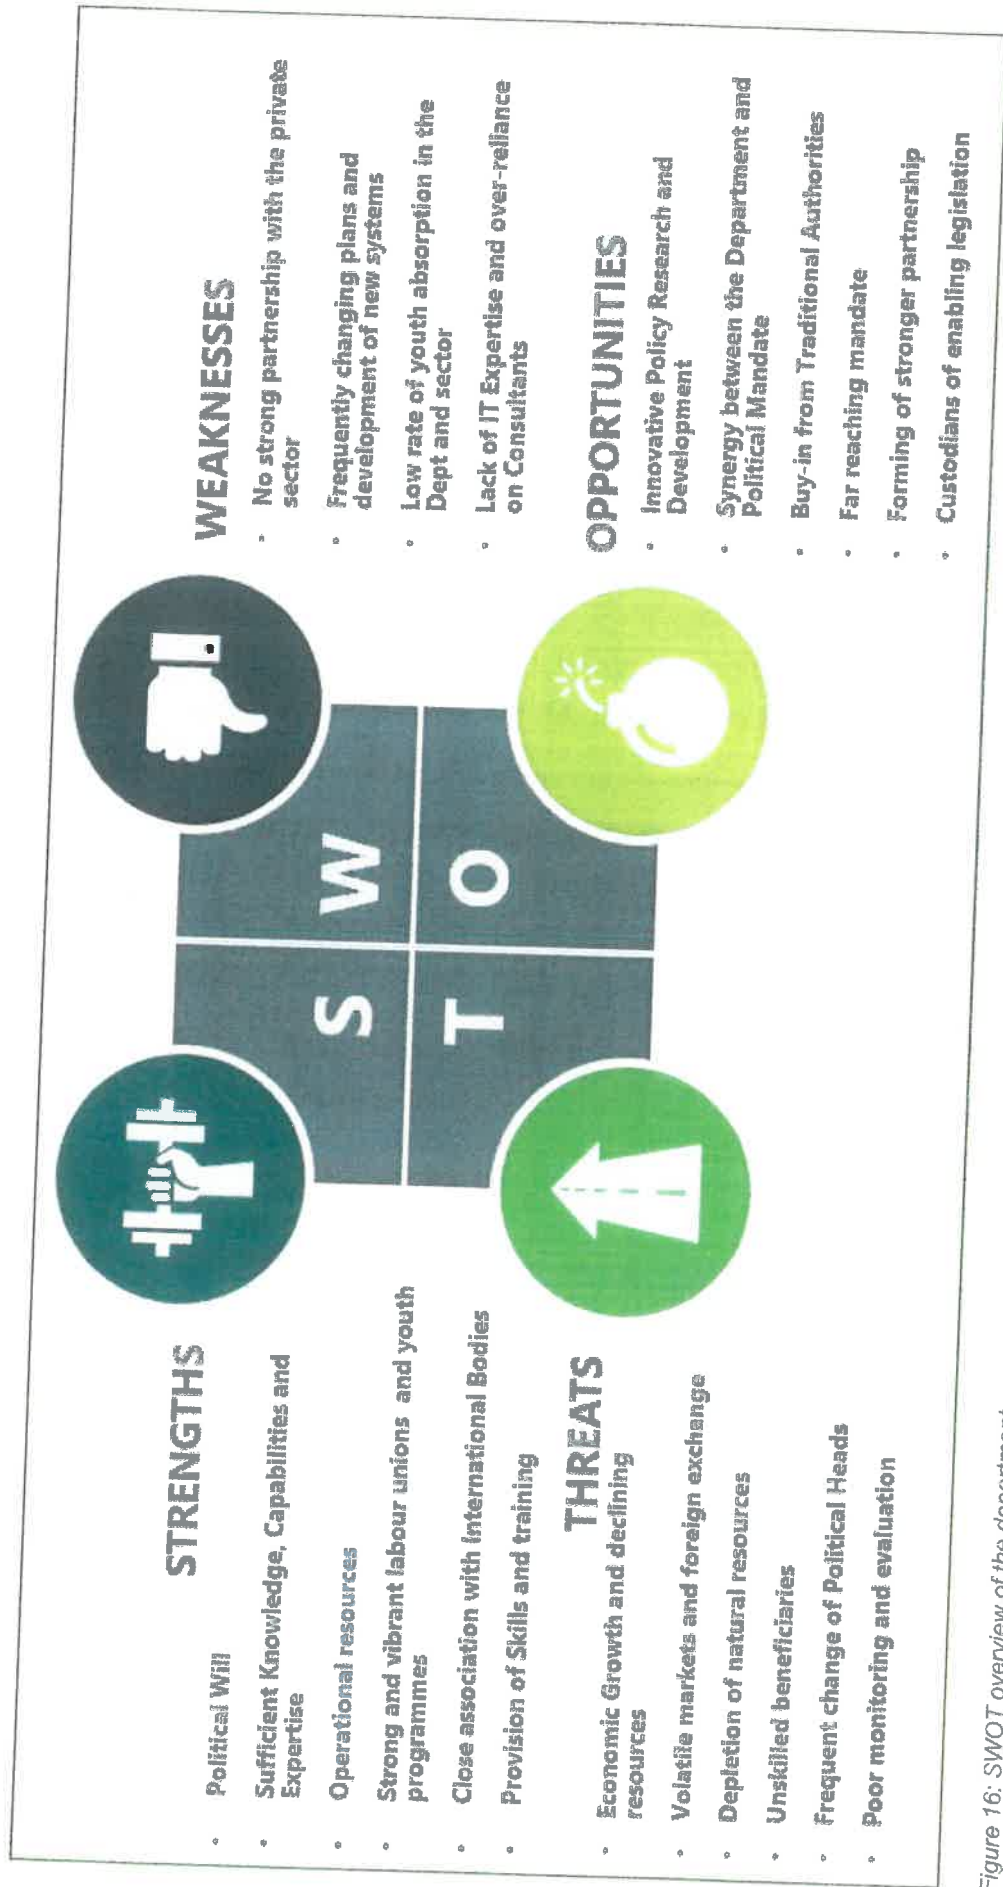 STRENGTHS
• Political Will
• Sufficient Knowledge, Capabilities and
Expertise
• Operational resources
• Strong and vibrant labour unions and youth
programmes
• Close association with International Bodies
• Provision of Skills and training
THREATS
• Economic Growth and declining
resources
• Volatile markets and foreign exchange
• Depletion of natural resources
• Unskilled beneficiaries
• Frequent change of Political Heads
• Poor monitoring and evaluation
S
W
T
O
WEAKNESSES
• No strong partnership with the private
sector
• Frequently changing plans and
development of new systems
• Low rate of youth absorption in the
Dept and sector
• Lack of IT Expertise and over-reliance
on Consultants
OPPORTUNITIES
• Innovative Policy Research and
Development
• Synergy between the Department and
Political Mandate
• Buy-in from Traditional Authorities
• Far reaching mandate
• Forming of stronger partnership
• Custodians of enabling legislation
Figure 16: SWOT overview of the department